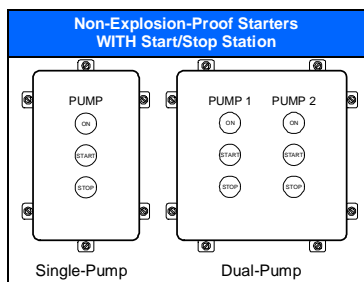 Non-Explosion-Proof Starters
WITH Start/Stop Station
PUMP
ON
START
STOP
PUMP 1 PUMP 2
ON ON
START START
STOP STOP
Single-Pump
Dual-Pump